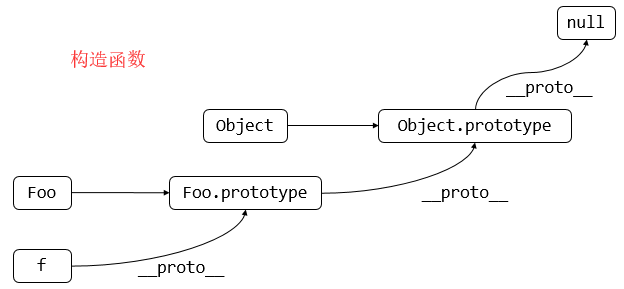 null
构造函数
__proto__
Object
Object.prototype
Foo
Foo.prototype
__proto__
f
__proto__